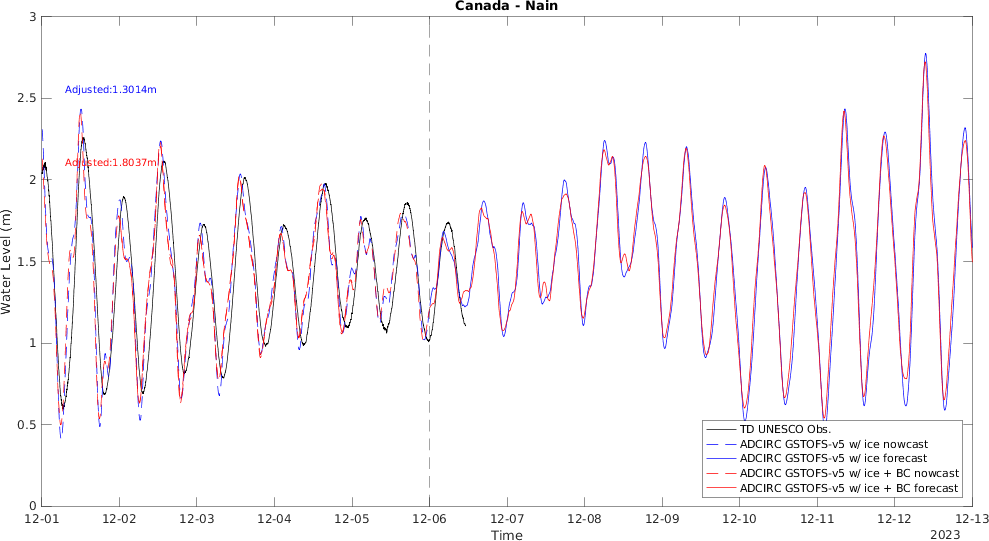 Canada - Nain
3
2.5
2
1.5
1
0.5
0
Water Level (m)
Adjusted:1.3014m
Adjusted:1.8037m
TD UNESCO Obs.
ADCIRC GSTOFS-v5 w/ ice nowcast
ADCIRC GSTOFS-v5 w/ ice forecast
ADCIRC GSTOFS-v5 w/ ice + BC nowcast
ADCIRC GSTOFS-v5 w/ ice + BC forecast
12-01 12-02 12-03 12-04 12-05 12-06 12-07 12-08 12-09 12-10 12-11 12-12 12-13
Time
2023